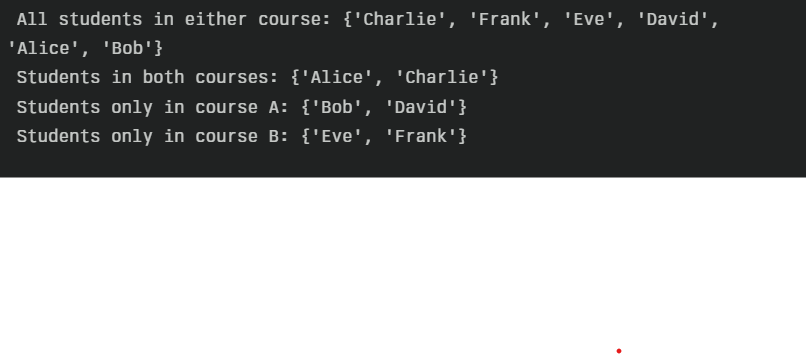 All students in either course: {'Charlie', 'Frank', 'Eve', 'David',
'Alice', 'Bob'}
Students in both courses: {'Alice', 'Charlie'}
Students only in course A: {'Bob', 'David'}
Students only in course B: {'Eve', 'Frank'}